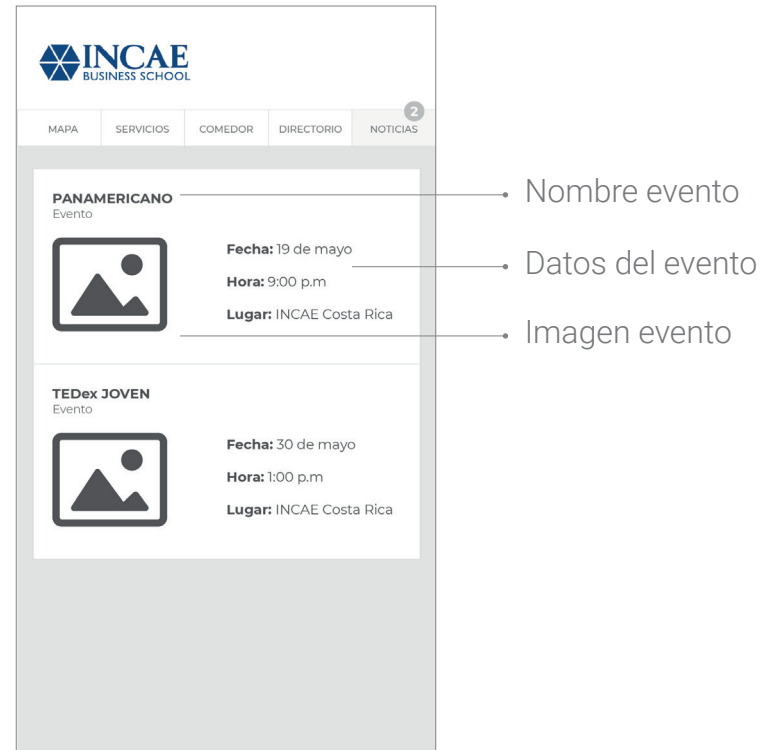 INCAE
BUSINESS SCHOOL
2
MAPA SERVICIOS COMEDOR DIRECTORIO NOTICIAS
PANAMERICANO
Evento
Fecha: 19 de mayo
Hora: 9:00 p.m
Lugar: INCAE Costa Rica
TEDex JOVEN
Evento
Fecha: 30 de mayo
Hora: 1:00 p.m
Lugar: INCAE Costa Rica
Nombre evento
Datos del evento
Imagen evento